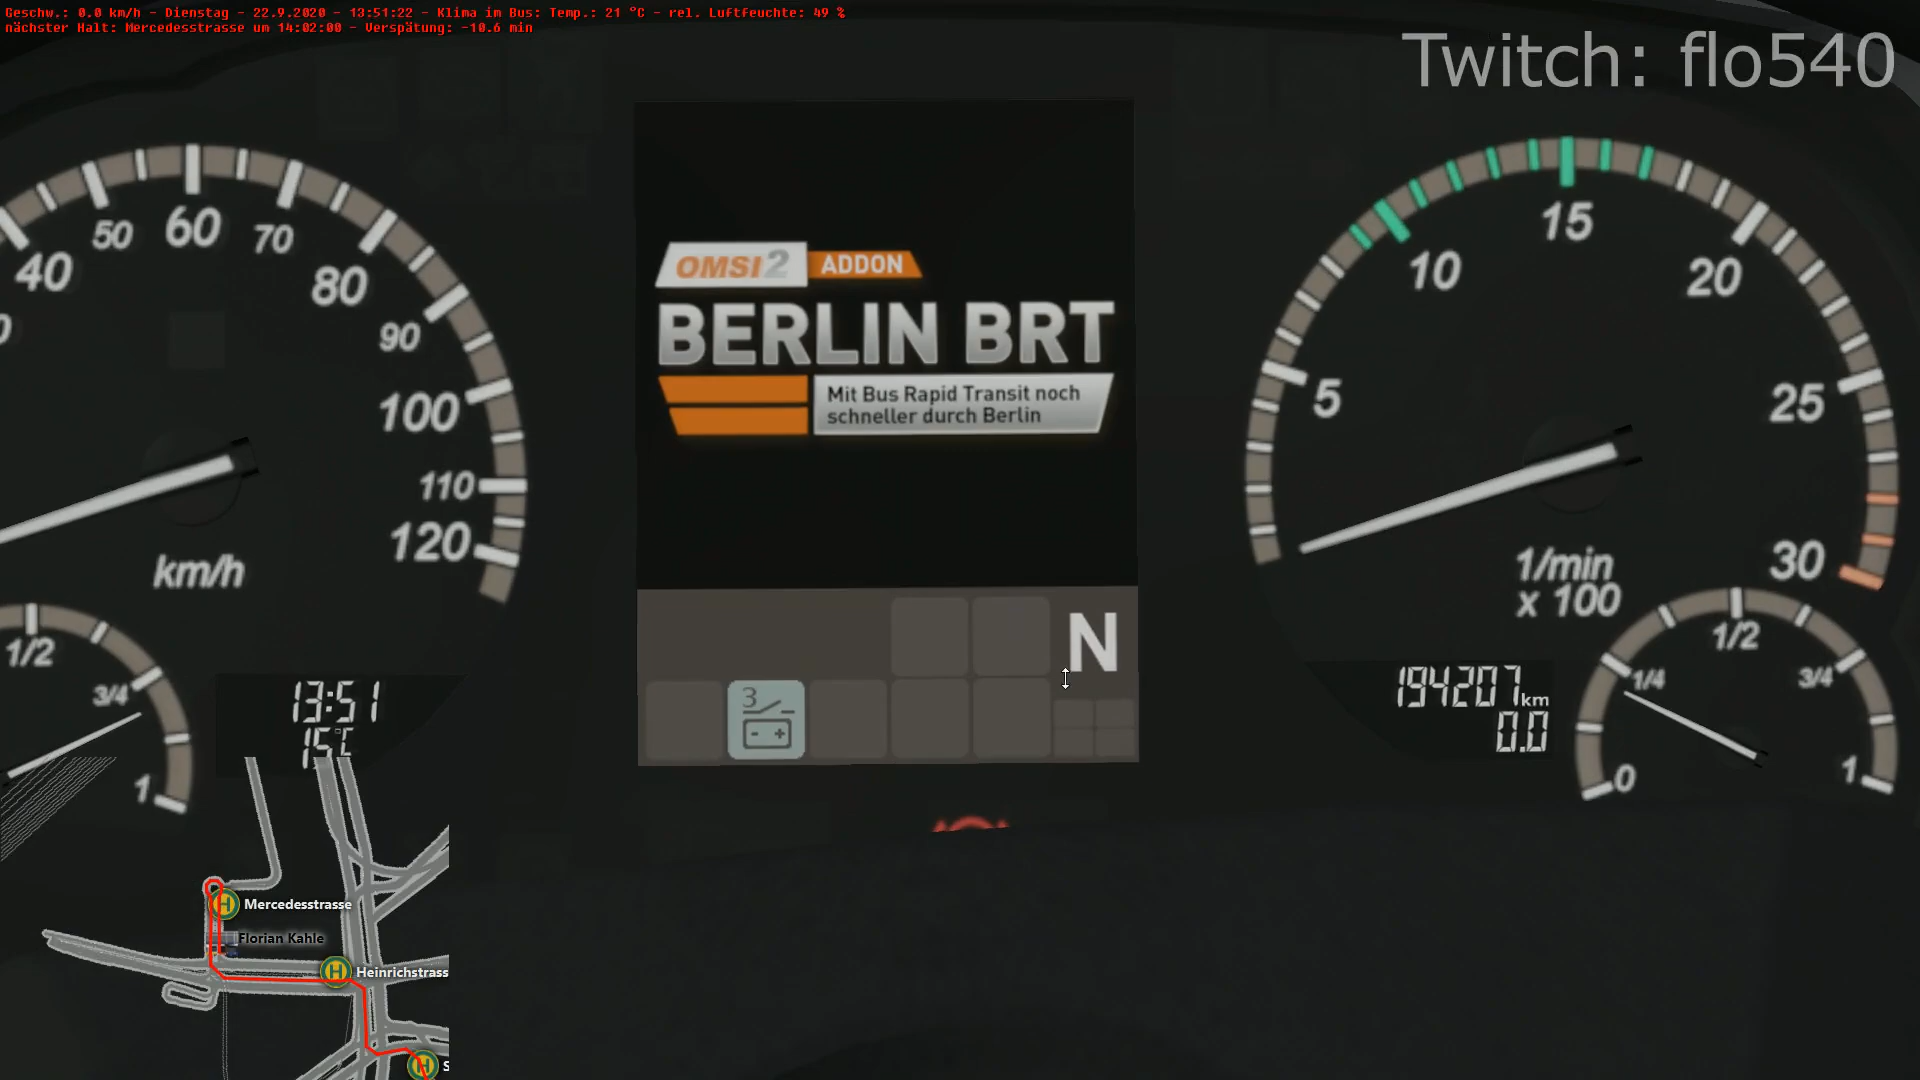 Geschw.: 0.0 km/h - Dienstag - 22.9.2020 - 13:51:22 - Klima im Bus: Temp.: 21 °C - rel. Luftfeuchte: 49 %
nächster Halt: Mercedesstrasse um 14:02:00 - Verspätung: -10.6 min
Twitch: flo540
40
50
60
70
80
90
100
110
120
km/h
1/2
3/4
1
13:51
15°C
OMSI 2 ADDON
BERLIN BRT
Mit Bus Rapid Transit noch
schneller durch Berlin
N
3
- +
5
10
15
20
25
30
1/min
x 100
194207 km
0.0
0
1/4
1/2
3/4
1
H Mercedesstrasse
Florian Kahle
H Heinrichstrass
H S